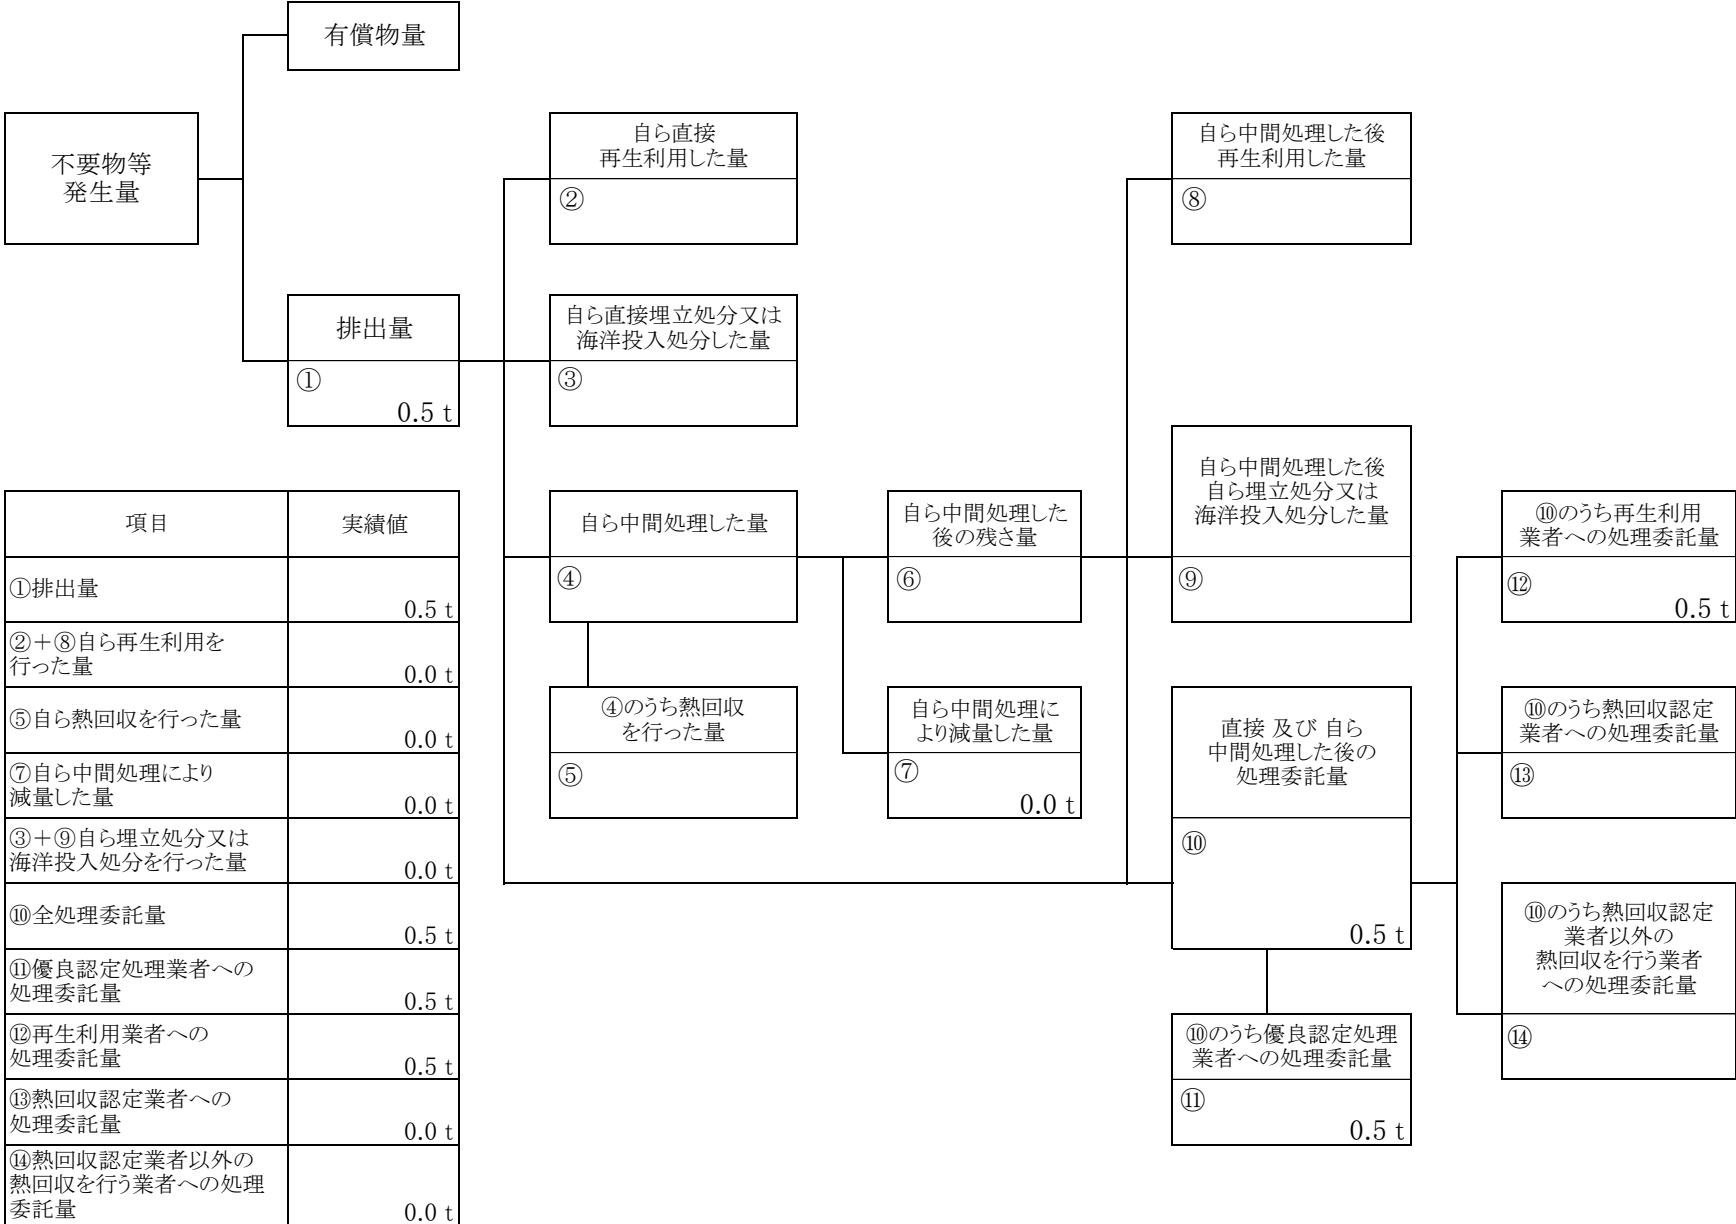 有償物量
不要物等
発生量
自ら直接
再生利用した量
②
自ら中間処理した後
再生利用した量
⑧
排出量
①
0.5 t
自ら直接埋立処分又は
海洋投入処分した量
③
自ら中間処理した量
④
自ら中間処理した
後の残さ量
⑥
自ら中間処理した後
自ら埋立処分又は
海洋投入処分した量
⑨
⑩のうち再生利用
業者への処理委託量
⑫
0.5 t
④のうち熱回収
を行った量
⑤
自ら中間処理に
より減量した量
⑦
0.0 t
直接 及び 自ら
中間処理した後の
処理委託量
⑩
0.5 t
⑩のうち熱回収認定
業者への処理委託量
⑬
⑩のうち熱回収認定
業者以外の
熱回収を行う業者
への処理委託量
⑭
⑩のうち優良認定処理
業者への処理委託量
⑪
0.5 t
項目 実績値
①排出量
0.5 t
②＋⑧自ら再生利用を
行った量
0.0 t
⑤自ら熱回収を行った量
0.0 t
⑦自ら中間処理により
減量した量
0.0 t
③＋⑨自ら埋立処分又は
海洋投入処分を行った量
0.0 t
⑩全処理委託量
0.5 t
⑪優良認定処理業者への
処理委託量
0.5 t
⑫再生利用業者への
処理委託量
0.5 t
⑬熱回収認定業者への
処理委託量
0.0 t
⑭熱回収認定業者以外の
熱回収を行う業者への処理
委託量
0.0 t